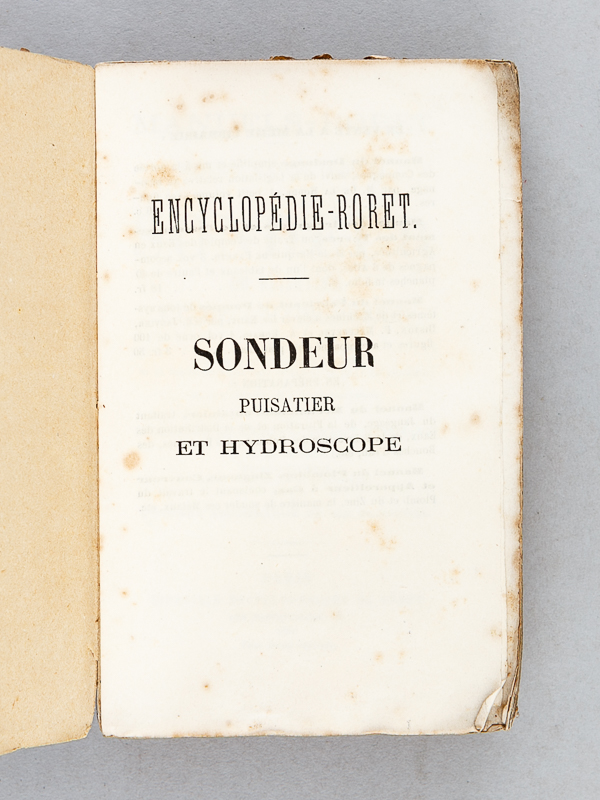 ENCYCLOPÉDIE-RORET.
SONDEUR
PUISATIER
ET HYDROSCOPE